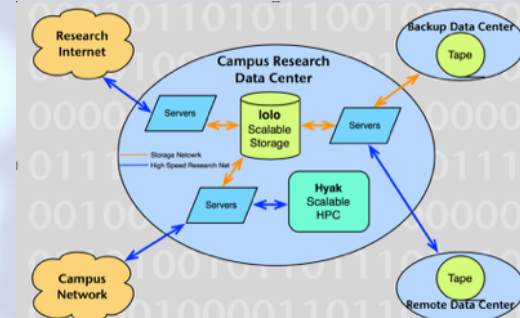 Research
Internet
Campus Research
Data Center
Backup Data Center
Tape
Servers
lolo
Scalable
Storage
Servers
Storage Netowrk
High Speed Research Net
Servers
Hyak
Scalable
HPC
Campus
Network
Tape
Remote Data Center